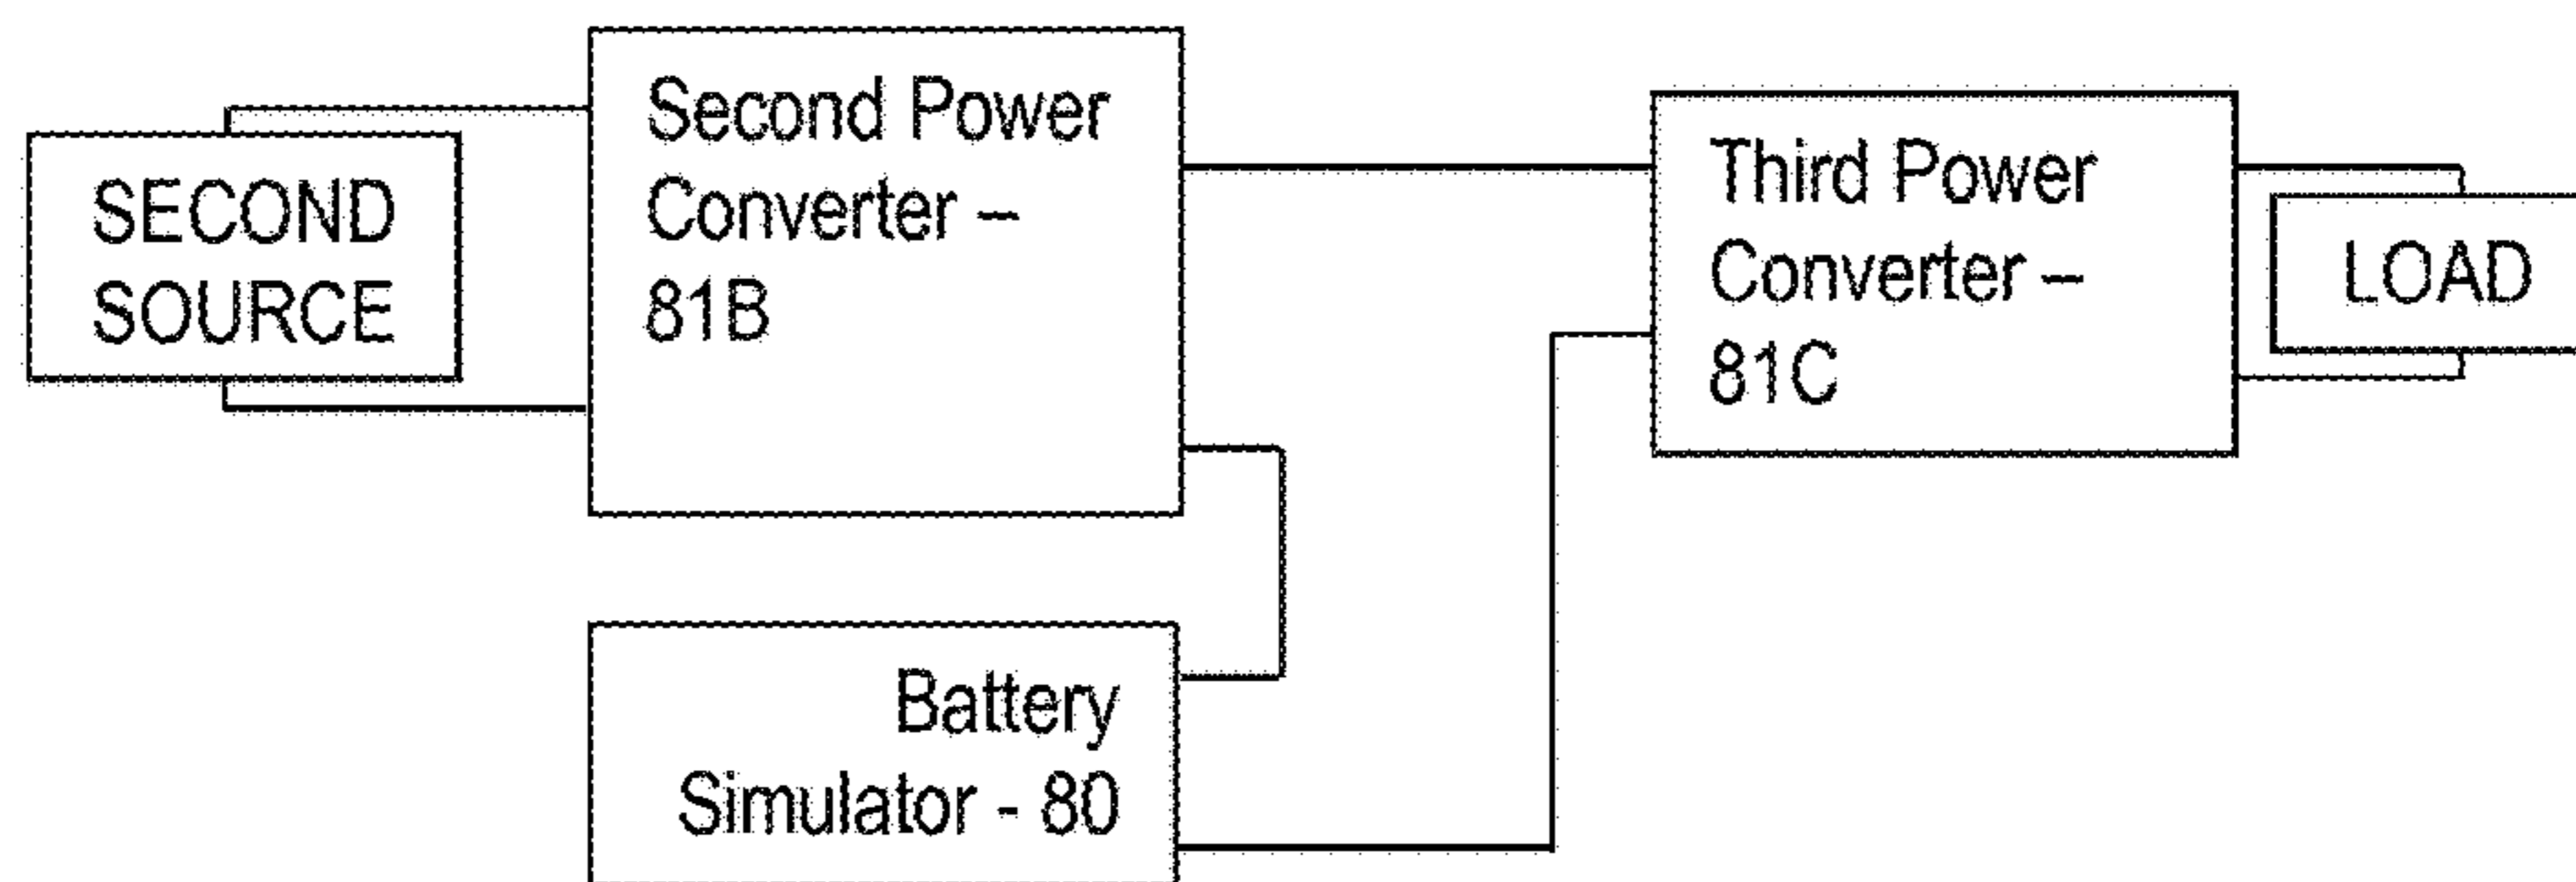 SECOND
SOURCE
Second Power
Converter –
81B
Third Power
Converter –
81C
LOAD
Battery
Simulator - 80